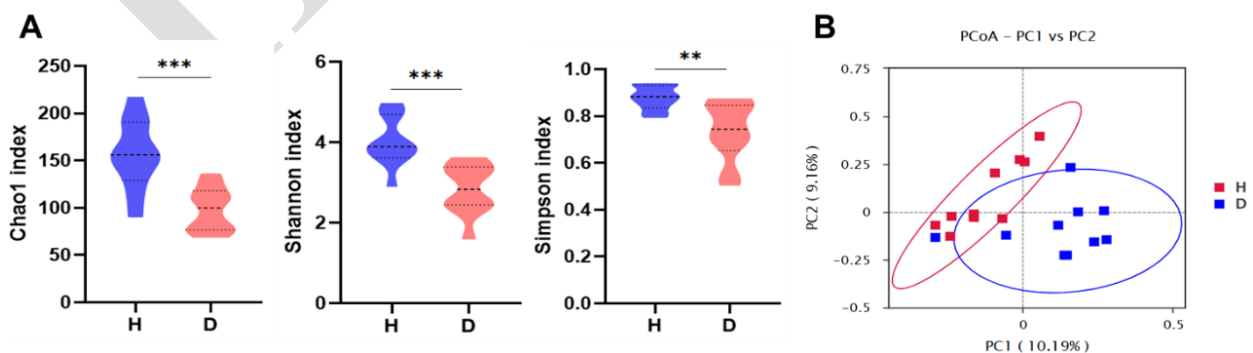 A
Chao1 index
250
200
150
100
50
0
***
H
D
Shannon index
6
4
2
0
***
H
D
Simpson index
1.0
0.8
0.6
0.4
0.2
0.0
**
H
D
B
PCoA – PC1 vs PC2
PC2 ( 9.16%)
0.75
0.5
0.25
0
-0.25
-0.5
0
0.5
PC1 ( 10.19%)
H
D